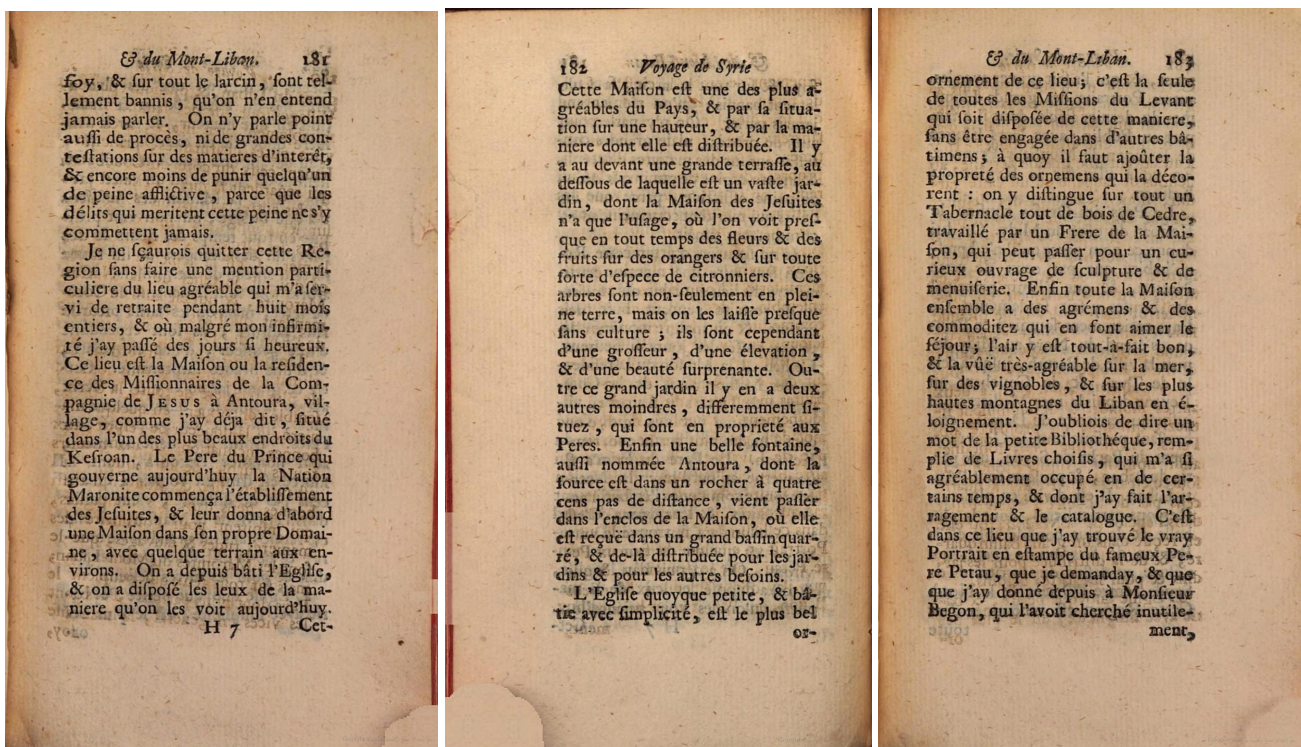 & du Mont-Liban. 181
foy, & sur tout le larcin, sont tel-
lement bannis, qu'on n'en entend
jamais parler. On n'y parle point
aussi de procès, ni de grandes con-
testations sur des matieres d'interêt,
& encore moins de punir quelqu'un
de peine afflictive, parce que les
délits qui meritent cette peine ne s'y
commettent jamais.
Je ne sçaurois quitter cette Re-
gion sans faire une mention parti-
culiere du lieu agréable qui m'a ser-
vi de retraite pendant huit mois
entiers, & où malgré mon infirmi-
té j'ay passé des jours si heureux.
Ce lieu est la Maison ou la residen-
ce des Missionnaires de la Com-
pagnie de JESUS à Antoura, vil-
lage, comme j'ay déja dit, situé
dans l'un des plus beaux endroits du
Kesroan. Le Pere du Prince qui
gouverne aujourd'huy la Nation
Maronite commença l'établissement
des Jesuites, & leur donna d'abord
une Maison dans son propre Domai-
ne, avec quelque terrain aux en-
virons. On a depuis bâti l'Eglise,
& on a disposé les leux de la ma-
niere qu'on les voit aujourd'huy.
H 7 Cet-
182 Voyage de Syrie
Cette Maison est une des plus a-
gréables du Pays, & par sa situa-
tion sur une hauteur, & par la ma-
niere dont elle est distribuée. Il y
a au devant une grande terrasse, au
dessous de laquelle est un vaste jar-
din, dont la Maison des Jesuites
n'a que l'usage, où l'on voit pres-
que en tout temps des fleurs & des
fruits sur des orangers & sur toute
sorte d'espece de citronniers. Ces
arbres sont non-seulement en plei-
ne terre, mais on les laisse presque
sans culture ; ils sont cependant
d'une grosseur, d'une élevation,
& d'une beauté surprenante. Ou-
tre ce grand jardin il y en a deux
autres moindres, differemment si-
tuez, qui sont en proprieté aux
Peres. Enfin une belle fontaine,
aussi nommée Antoura, dont la
source est dans un rocher à quatre
cens pas de distance, vient passer
dans l'enclos de la Maison, où elle
est reçuë dans un grand bassin quar-
ré, & de-là distribuée pour les jar-
dins & pour les autres besoins.
L'Eglise quoyque petite, & bâ-
tie avec simplicité, est le plus bel
or-
& du Mont-Liban. 183
ornement de ce lieu; c'est la seule
de toutes les Missions du Levant
qui soit disposée de cette maniere,
sans être engagée dans d'autres bâ-
timens; à quoy il faut ajoûter la
propreté des ornemens qui la déco-
rent : on y distingue sur tout un
Tabernacle tout de bois de Cedre,
travaillé par un Frere de la Mai-
son, qui peut passer pour un cu-
rieux ouvrage de sculpture & de
menuiserie. Enfin toute la Maison
ensemble a des agrémens & des
commoditez qui en font aimer le
séjour; l'air y est tout-a-fait bon,
& la vûë très-agréable sur la mer,
sur des vignobles, & sur les plus
hautes montagnes du Liban en é-
loignement. J'oubliois de dire un
mot de la petite Bibliothéque, rem-
plie de Livres choisis, qui m'a si
agréablement occupé en de cer-
tains temps, & dont j'ay fait l'ar-
ragement & le catalogue. C'est
dans ce lieu que j'ay trouvé le vray
Portrait en estampe du fameux Pe-
re Petau, que je demanday, & que
que j'ay donné depuis à Monsieur
Begon, qui l'avoit cherché inutile-
ment,